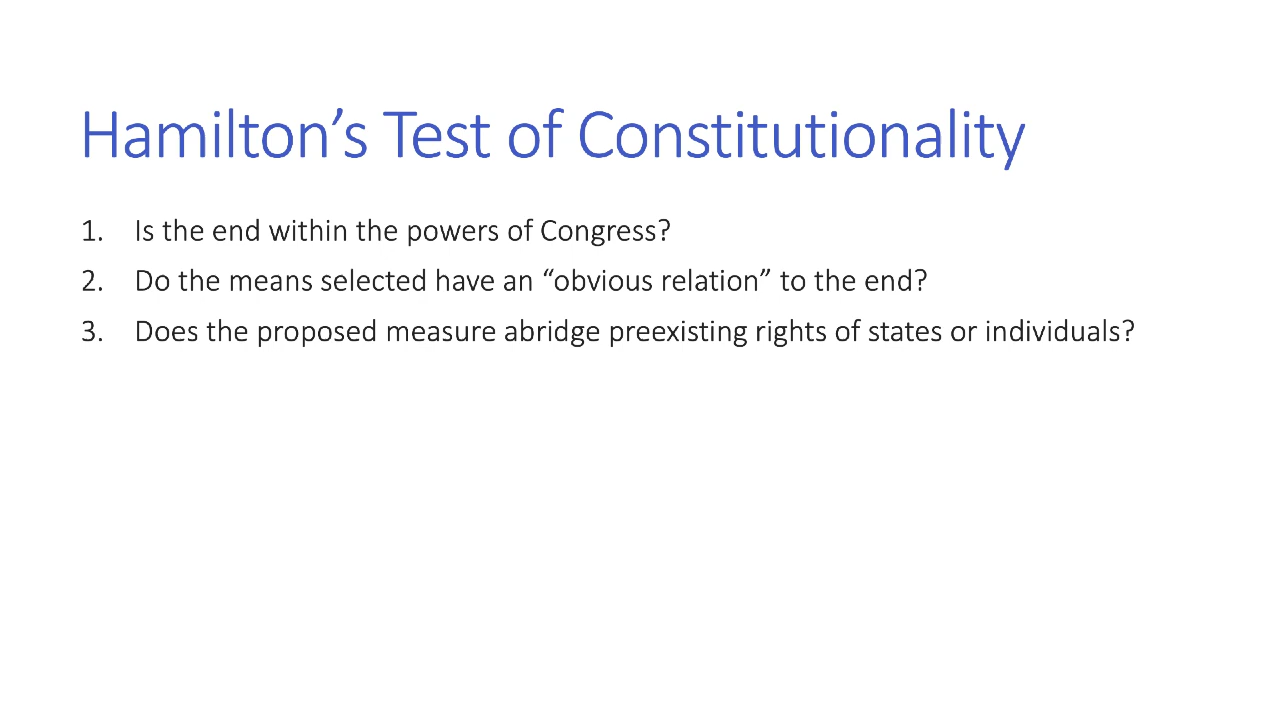 Hamilton’s Test of Constitutionality
1. Is the end within the powers of Congress?
2. Do the means selected have an “obvious relation” to the end?
3. Does the proposed measure abridge preexisting rights of states or individuals?